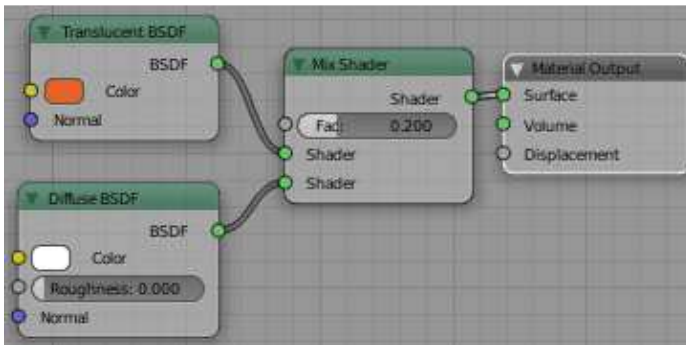 Translucent BSDF
BSDF
Color
Normal
Diffuse BSDF
BSDF
Color
Roughness: 0.000
Normal
Mix Shader
Shader
Fac: 0.200
Shader
Shader
Material Output
Surface
Volume
Displacement